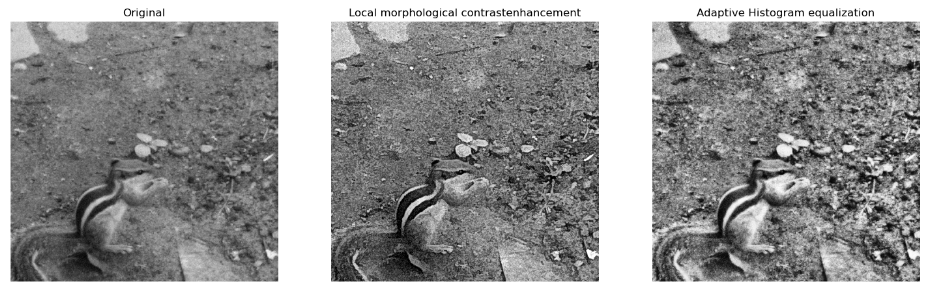 Original
Local morphological contrastenhancement
Adaptive Histogram equalization